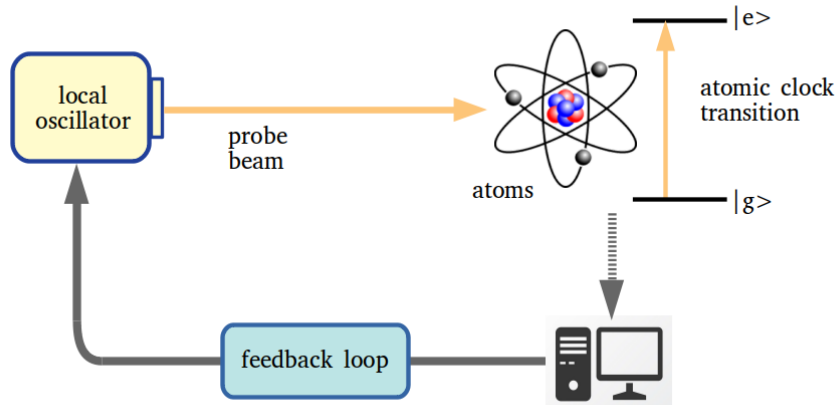 local
oscillator
probe
beam
atoms
|e>
atomic clock
transition
|g>
feedback loop